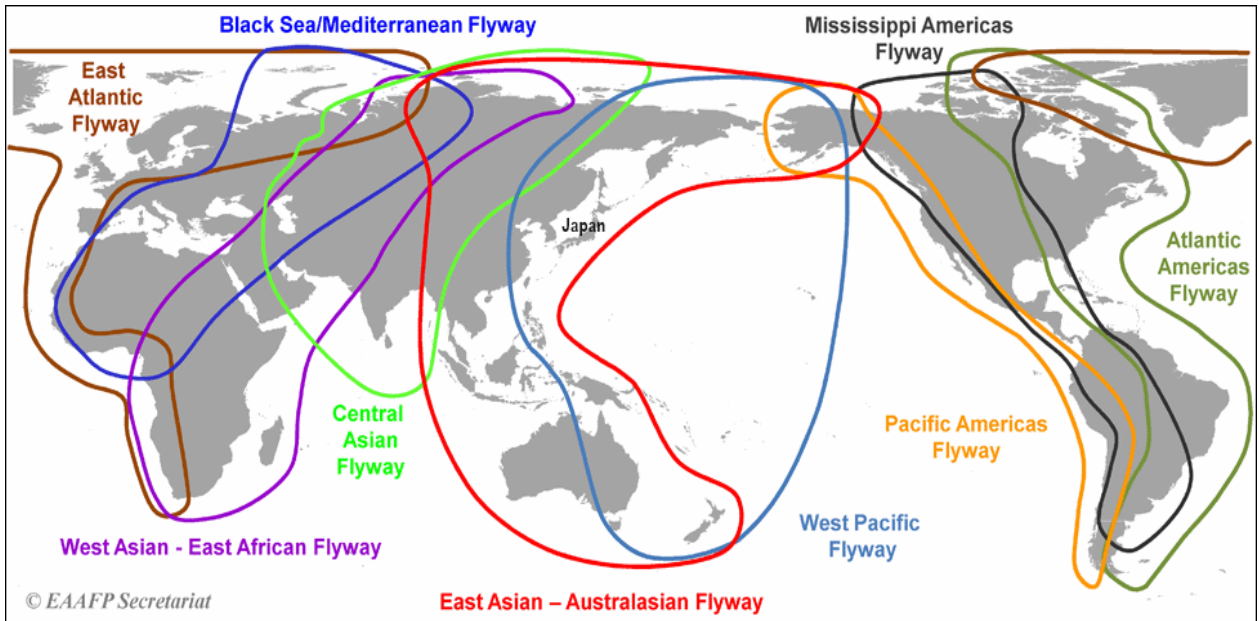 Black Sea/Mediterranean Flyway
Mississippi Americas
Flyway
East
Atlantic
Flyway
Japan
Atlantic
Americas
Flyway
Central
Asian
Flyway
Pacific Americas
Flyway
West Pacific
Flyway
West Asian - East African Flyway
East Asian – Australasian Flyway
© EAAFP Secretariat